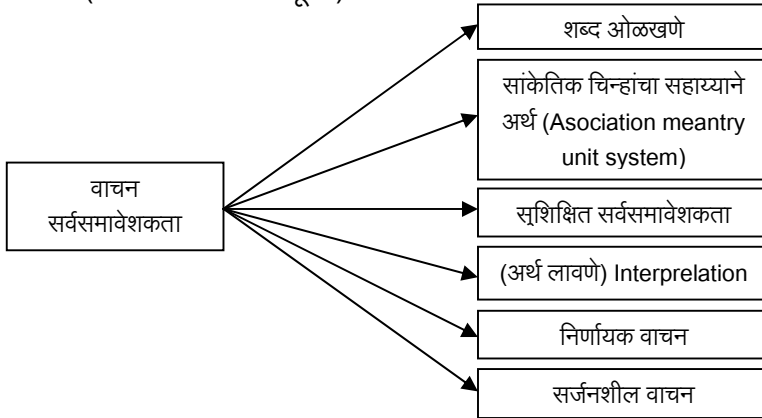 शब्द ओळखणे
सांकेतिक चिन्हांचा सहाय्याने
अर्थ (Asociation meantry
unit system)
वाचन
सर्वसमावेशकता
सुशिक्षित सर्वसमावेशकता
(अर्थ लावणे) Interprelation
निर्णायक वाचन
सर्जनशील वाचन